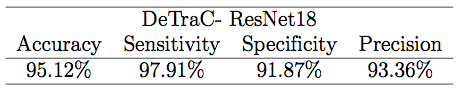 DeTraC- ResNet18
Accuracy Sensitivity Specificity Precision
95.12% 97.91% 91.87% 93.36%